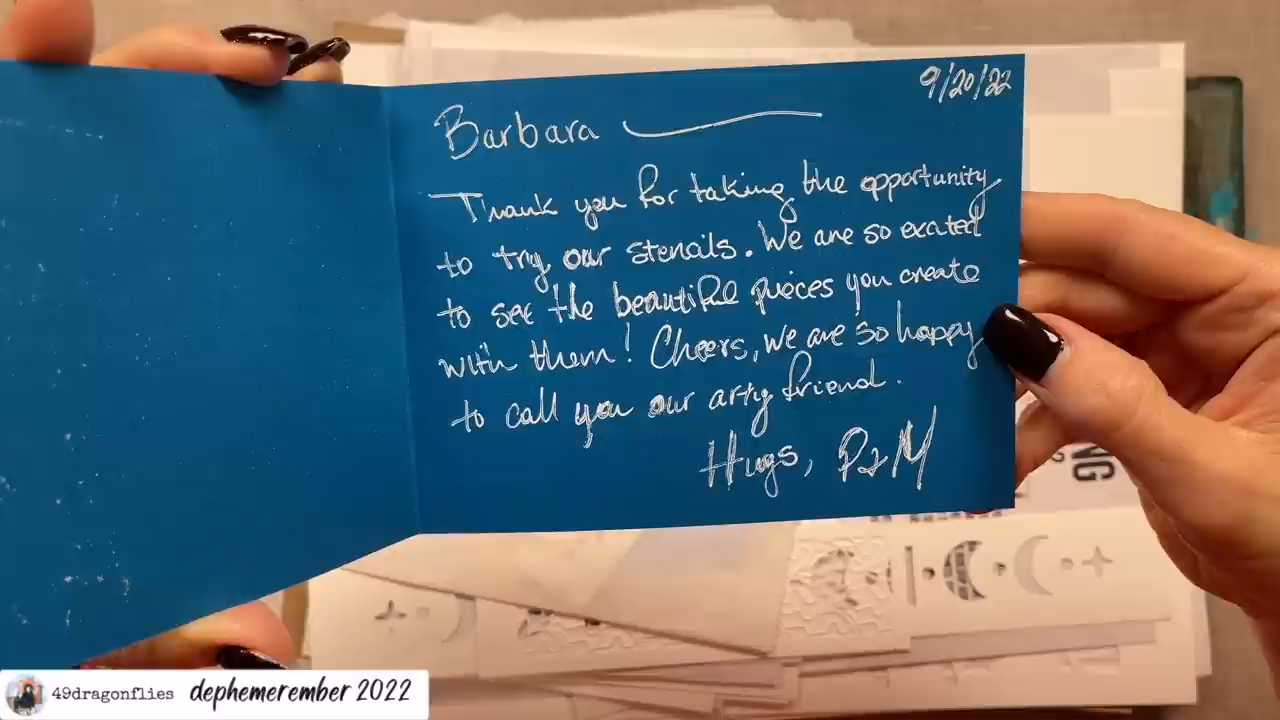 9/20/22
Barbara
Thank you for taking the opportunity
to try our stencils. We are so excited
to see the beautiful pieces you create
with them! Cheers, we are so happy
to call you our arty friend.
Hugs, P+M
NG
49dragonflies dephemerember 2022